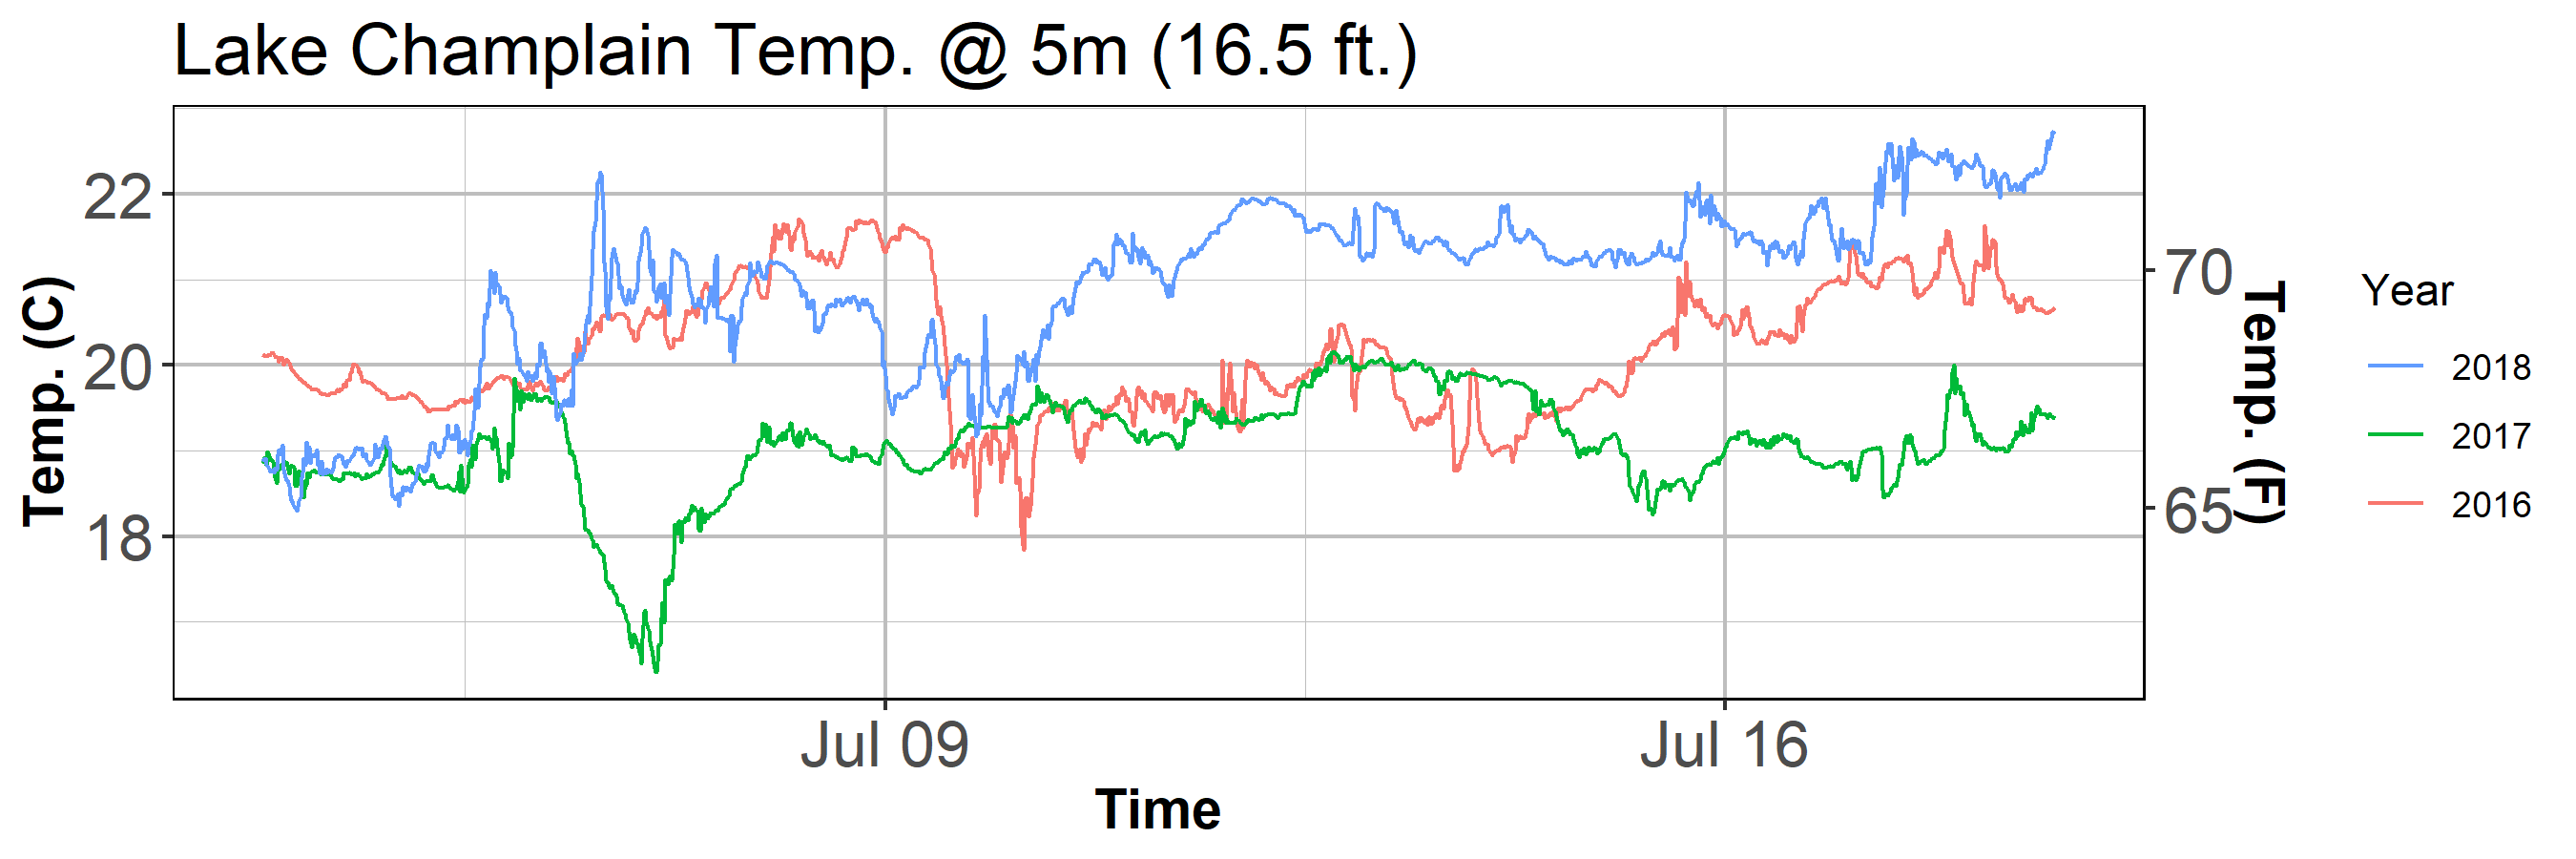 Lake Champlain Temp. @ 5m (16.5 ft.)
Temp. (C)
22
20
18
70
65
Temp. (F)
Jul 09
Jul 16
Time
Year
2018
2017
2016